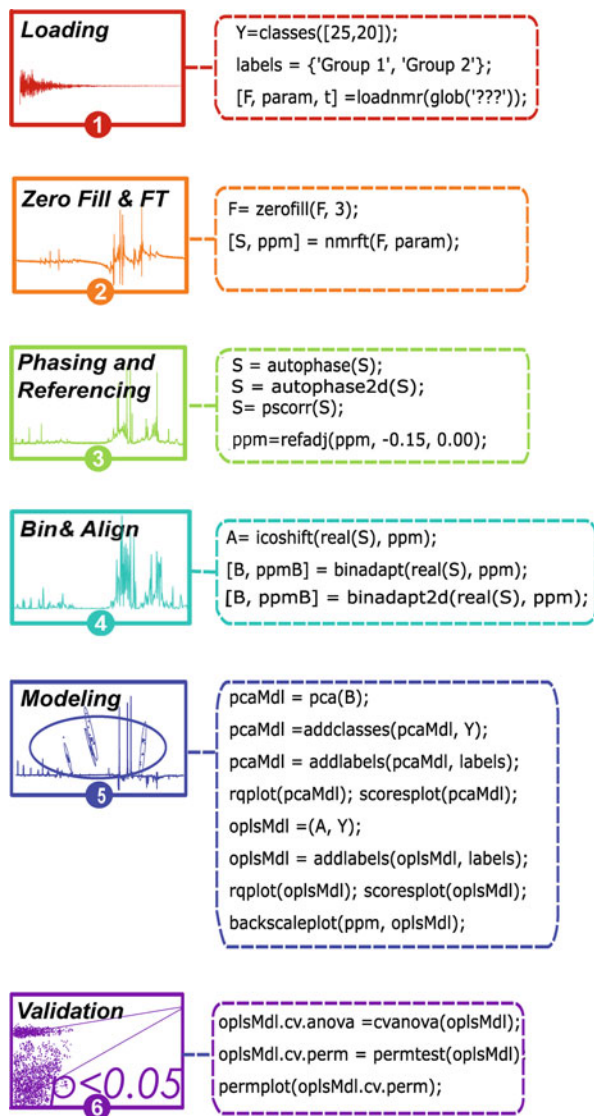 Loading
1
Y=classes([25,20]);
labels = {'Group 1', 'Group 2'};
[F, param, t] =loadnmr(glob('???'));
Zero Fill & FT
2
F= zerofill(F, 3);
[S, ppm] = nmrft(F, param);
Phasing and
Referencing
3
S = autophase(S);
S = autophase2d(S);
S= pscorr(S);
ppm=refadj(ppm, -0.15, 0.00);
Bin& Align
4
A= icoshift(real(S), ppm);
[B, ppmB] = binadapt(real(S), ppm);
[B, ppmB] = binadapt2d(real(S), ppm);
Modeling
5
pcaMdl = pca(B);
pcaMdl =addclasses(pcaMdl, Y);
pcaMdl = addlabels(pcaMdl, labels);
rqplot(pcaMdl); scoresplot(pcaMdl);
oplsMdl =(A, Y);
oplsMdl = addlabels(oplsMdl, labels);
rqplot(oplsMdl); scoresplot(oplsMdl);
backscaleplot(ppm, oplsMdl);
Validation
p<0.05
6
oplsMdl.cv.anova =cvanova(oplsMdl);
oplsMdl.cv.perm = permtest(oplsMdl)
permplot(oplsMdl.cv.perm);